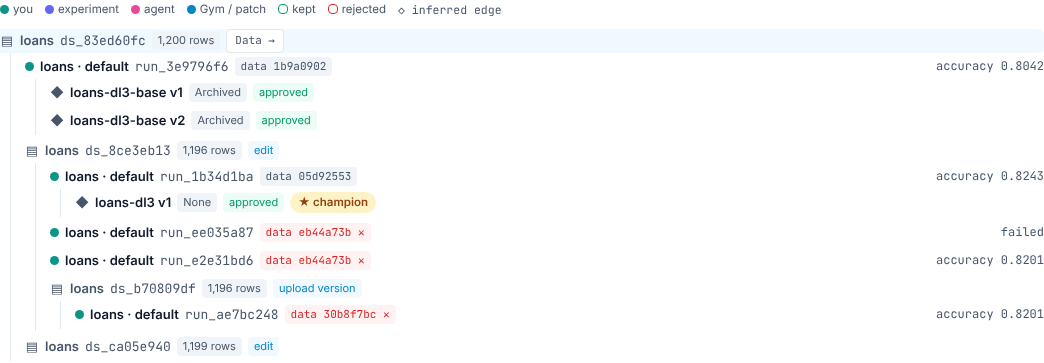 you experiment agent Gym / patch kept rejected ◇ inferred edge
loans ds_83ed60fc 1,200 rows Data →
loans · default run_3e9796f6 data 1b9a0902 accuracy 0.8042
loans-dl3-base v1 Archived approved
loans-dl3-base v2 Archived approved
loans ds_8ce3eb13 1,196 rows edit
loans · default run_1b34d1ba data 05d92553 accuracy 0.8243
loans-dl3 v1 None approved ★ champion
loans · default run_ee035a87 data eb44a73b × failed
loans · default run_e2e31bd6 data eb44a73b × accuracy 0.8201
loans ds_b70809df 1,196 rows upload version
loans · default run_ae7bc248 data 30b8f7bc × accuracy 0.8201
loans ds_ca05e940 1,199 rows edit